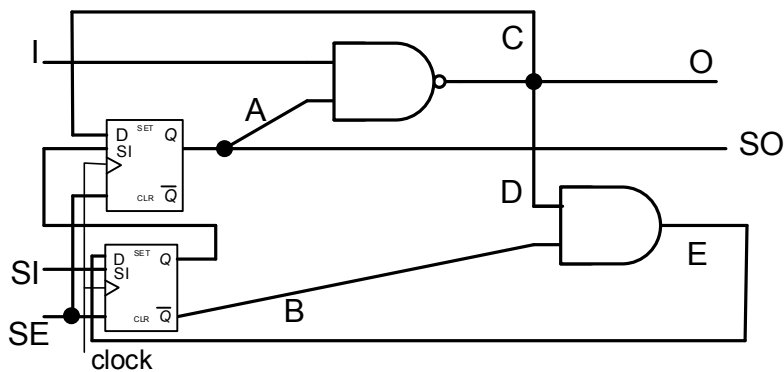 C
I
O
A
D SET Q
SI
SO
CLR Q
D
D SET Q
SI
SI
E
CLR Q
B
SE
clock